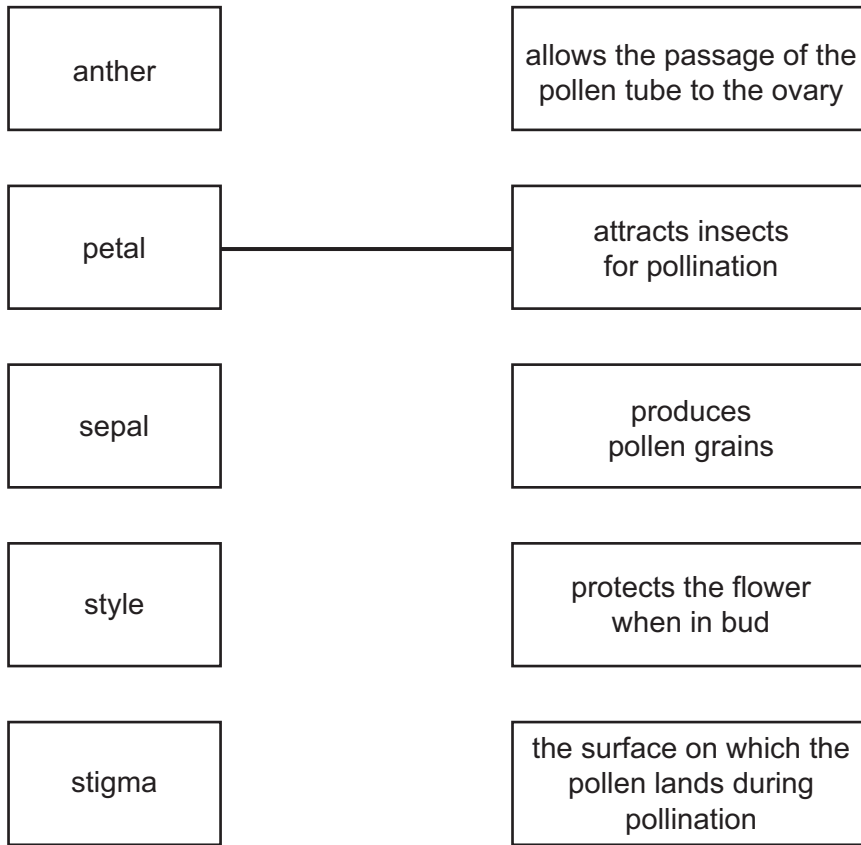 anther
allows the passage of the
pollen tube to the ovary
petal
attracts insects
for pollination
sepal
produces
pollen grains
style
protects the flower
when in bud
stigma
the surface on which the
pollen lands during
pollination